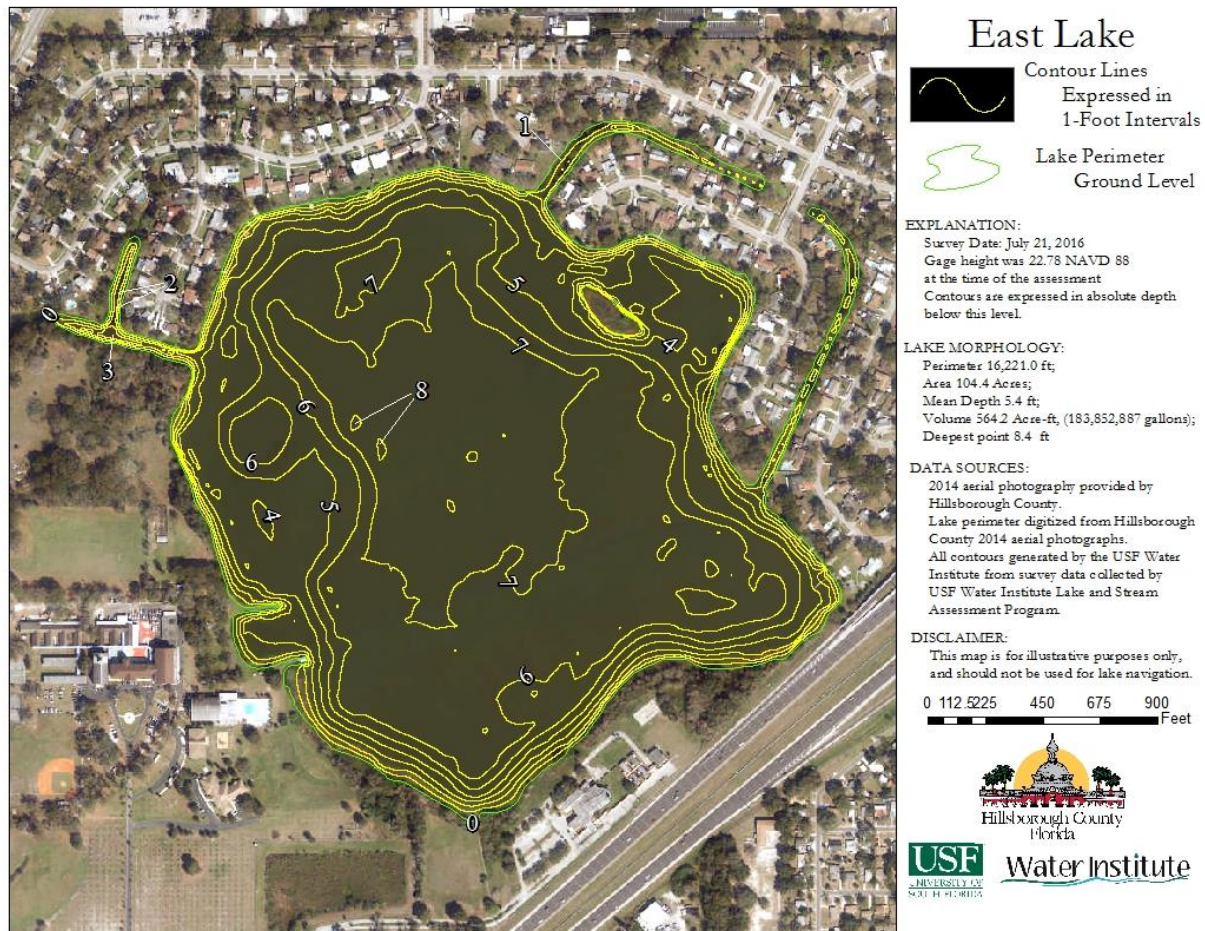 East Lake
Contour Lines
Expressed in
1-Foot Intervals
Lake Perimeter
Ground Level
EXPLANATION:
Survey Date: July 21, 2016
Gage height was 22.78 NAVD 88
at the time of the assessment
Contours are expressed in absolute depth
below this level.
LAKE MORPHOLOGY:
Perimeter 16,221.0 ft;
Area 104.4 Acres;
Mean Depth 5.4 ft;
Volume 564.2 Acre-ft, (183,852,887 gallons);
Deepest point 8.4 ft
DATA SOURCES:
2014 aerial photography provided by
Hillsborough County.
Lake perimeter digitized from Hillsborough
County 2014 aerial photographs.
All contours generated by the USF Water
Institute from survey data collected by
USF Water Institute Lake and Stream
Assessment Program.
DISCLAIMER:
This map is for illustrative purposes only,
and should not be used for lake navigation.
0 112.5225 450 675 900
Feet
Hillsborough County
Florida
USF
UNIVERSITY OF
SOUTH FLORIDA
Water Institute
1
2
0
3
7
5
7
4
6
8
6
5
4
7
6
0